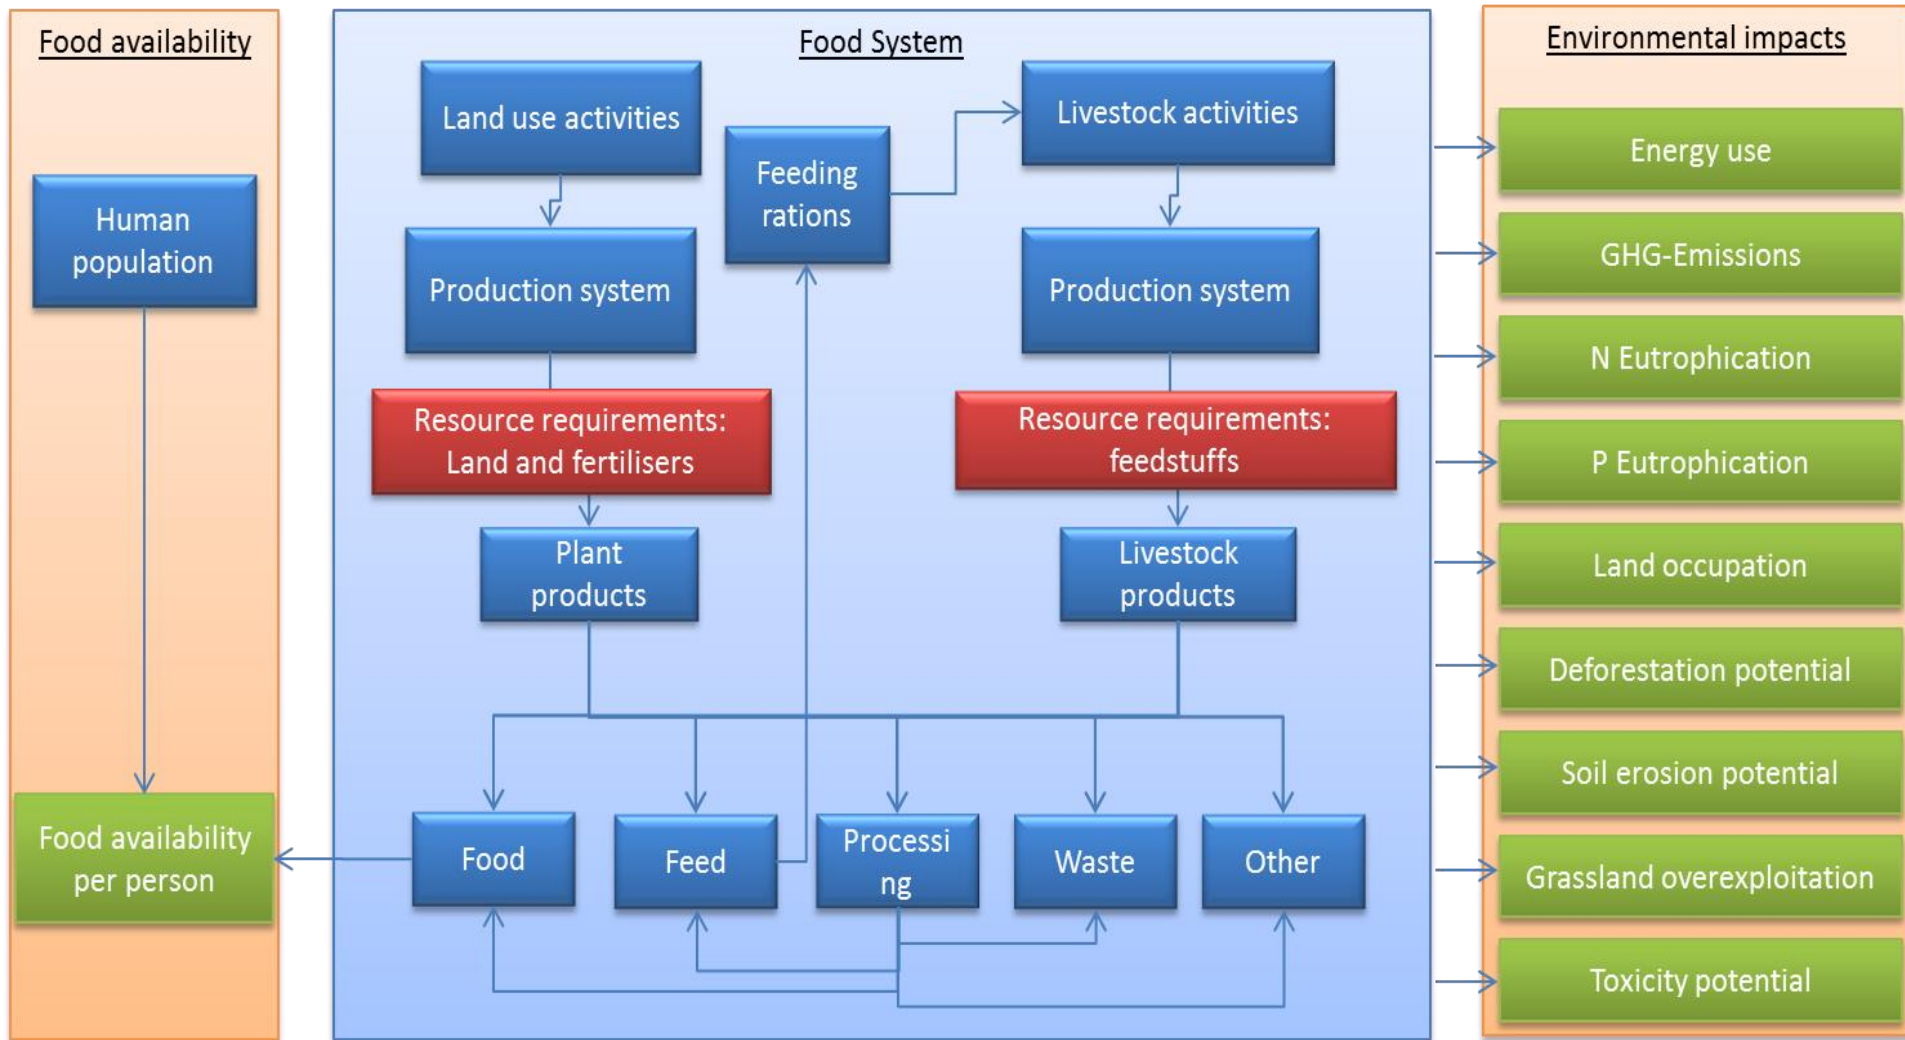 Food availability
Human
population
Food availability
per person
Food System
Land use activities
Production system
Resource requirements:
Land and fertilisers
Plant
products
Feeding
rations
Livestock activities
Production system
Resource requirements:
feedstuffs
Livestock
products
Food
Feed
Processi
ng
Waste
Other
Environmental impacts
Energy use
GHG-Emissions
N Eutrophication
P Eutrophication
Land occupation
Deforestation potential
Soil erosion potential
Grassland overexploitation
Toxicity potential